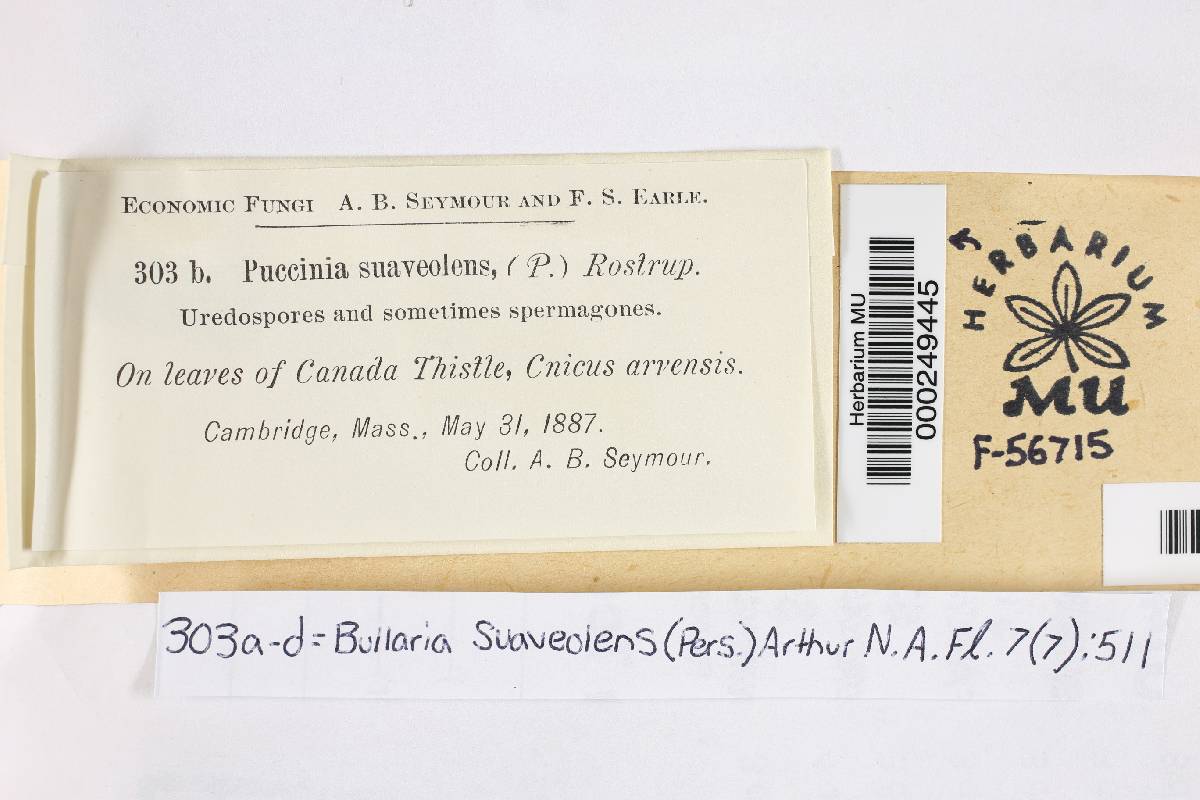 ECONOMIC FUNGI A. B. SEYMOUR AND F. S. EARLE.
303 b. Puccinia suaveolens, (P.) Rostrup.
Uredospores and sometimes spermagones.
On leaves of Canada Thistle, Cnicus arvensis.
Cambridge, Mass., May 31, 1887.
Coll. A. B. Seymour.
Herbarium MU
000249445
HERBARIUM
MU
F-56715
303a-d = Bullaria Suaveolens (Pers.) Arthur N.A.Fl. 7(7):511